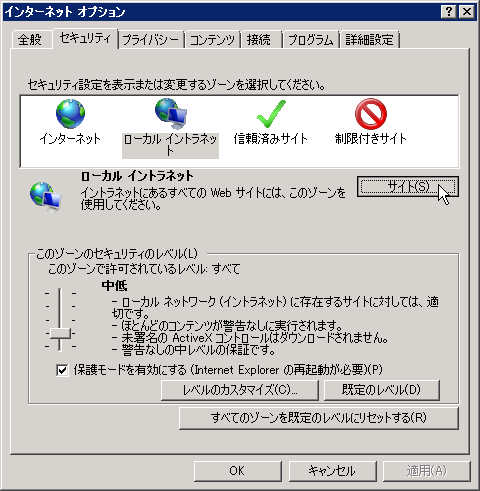 インターネット オプション
全般
セキュリティ
プライバシー
コンテンツ
接続
プログラム
詳細設定
セキュリティ設定を表示または変更するゾーンを選択してください。
インターネット
ローカル イントラネッ
ト
信頼済みサイト
制限付きサイト
ローカル イントラネット
イントラネットにあるすべての Web サイトには、このゾーンを
使用してください。
サイト(S)
このゾーンのセキュリティのレベル(L)
このゾーンで許可されているレベル: すべて
中低
- ローカル ネットワーク (イントラネット) に存在するサイトに対しては、適
切です。
- ほとんどのコンテンツが警告なしに実行されます。
- 未署名の ActiveX コントロールはダウンロードされません。
- 警告なしの中レベルの保証です。
保護モードを有効にする (Internet Explorer の再起動が必要)(P)
レベルのカスタマイズ(C)...
既定のレベル(D)
すべてのゾーンを既定のレベルにリセットする(R)
OK
キャンセル
適用(A)